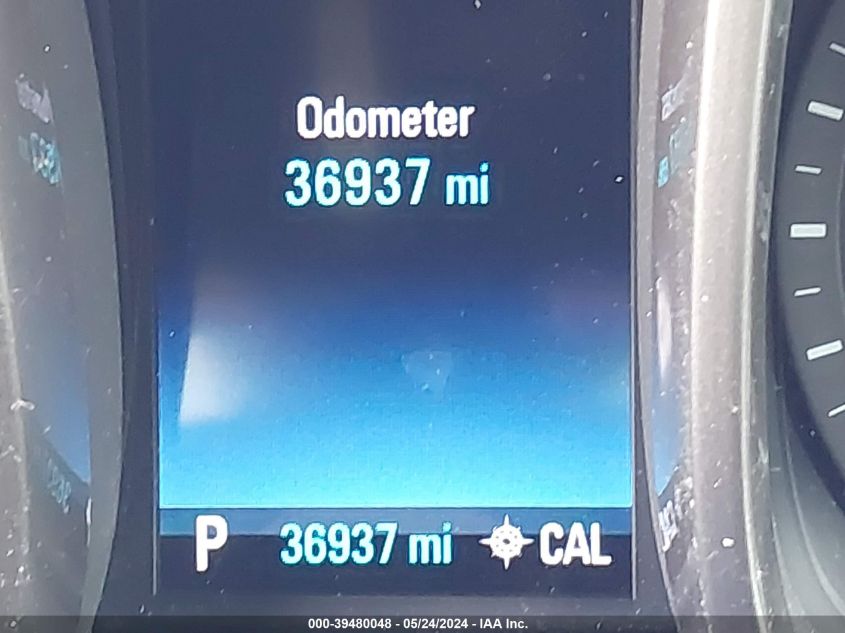 Odometer
36937 mi
P 36937 mi CAL
000-39480048 - 05/24/2024 - IAA Inc.